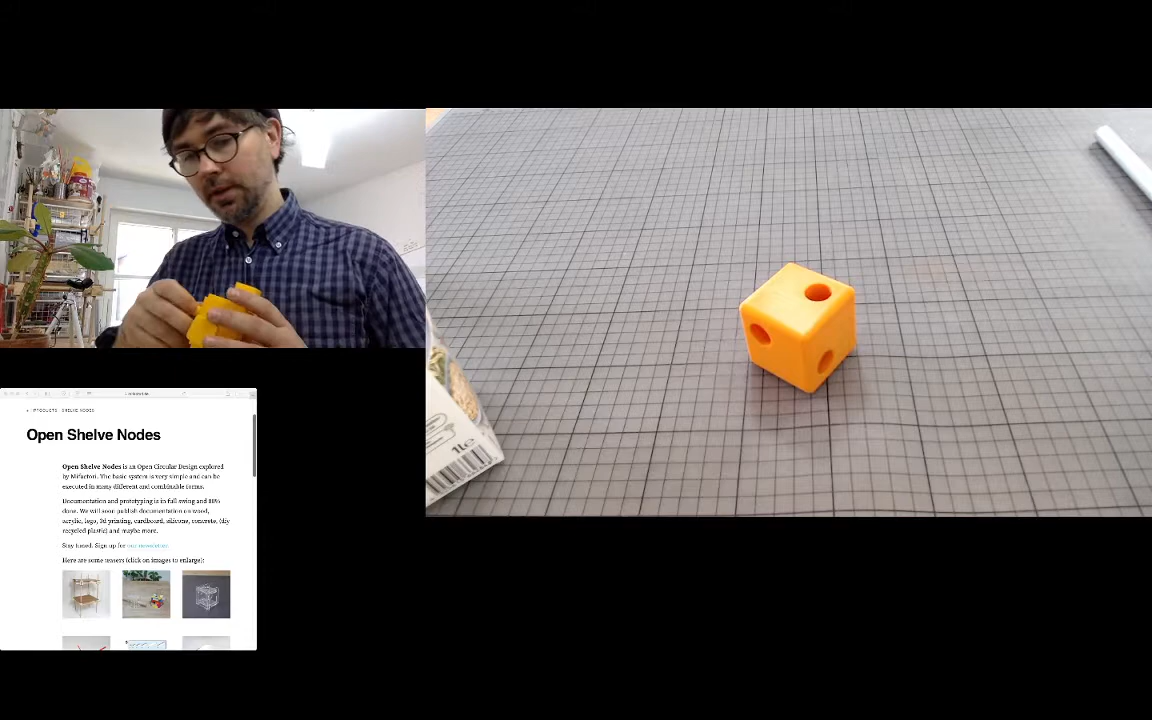 PRODUCTS SHELVE NODES
Open Shelve Nodes
Open Shelve Nodes is an Open Circular Design explored
by Mifactori. The basic system is very simple and can be
executed in many different and combinable forms.
Documentation and prototyping is in full swing and 80%
done. We will soon publish documentation on wood,
acrylic, lego, 3d printing, cardboard, silicone, concrete, (diy
recycled plastic) and maybe more.
Stay tuned. Sign up for our newsletter.
Here are some teasers (click on images to enlarge):
1Le